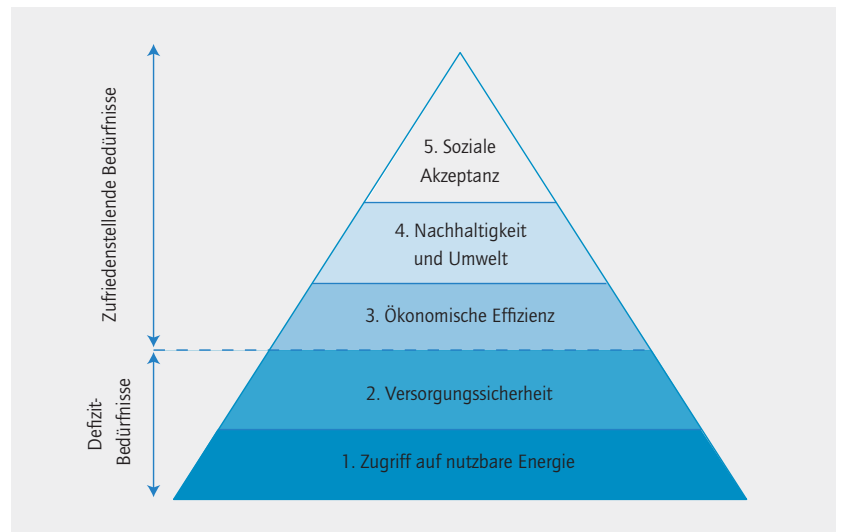 Zufriedenstellende Bedürfnisse
Defizit-
Bedürfnisse
5. Soziale
Akzeptanz
4. Nachhaltigkeit
und Umwelt
3. Ökonomische Effizienz
2. Versorgungssicherheit
1. Zugriff auf nutzbare Energie